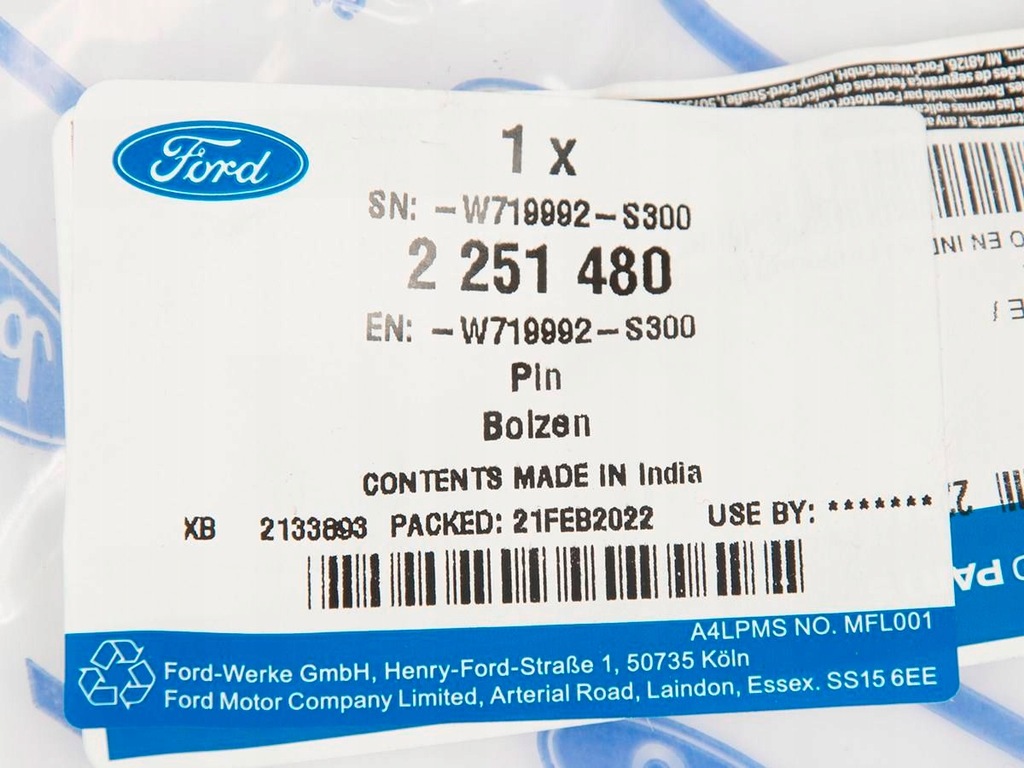 Ford
1 x
SN: -W719992-S300
2 251 480
EN: -W719992-S300
Pin
Bolzen
CONTENTS MADE IN India
XB 2133893 PACKED: 21FEB2022 USE BY: *******
A4LPMS NO. MFL001
Ford-Werke GmbH, Henry-Ford-Straße 1, 50735 Köln
Ford Motor Company Limited, Arterial Road, Laindon, Essex. SS15 6EE